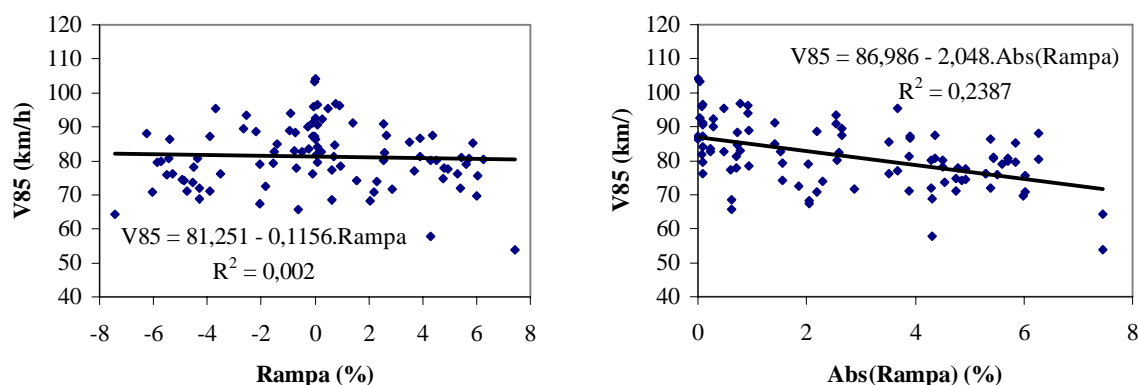 120
110
100
90
80
70
60
50
40
V85 (km/h)
V85 = 81,251 - 0,1156.Rampa
R² = 0,002
-8 -6 -4 -2 0 2 4 6 8
Rampa (%)
120
110
100
90
80
70
60
50
40
V85 (km/)
V85 = 86,986 - 2,048.Abs(Rampa)
R² = 0,2387
0 2 4 6 8
Abs(Rampa) (%)